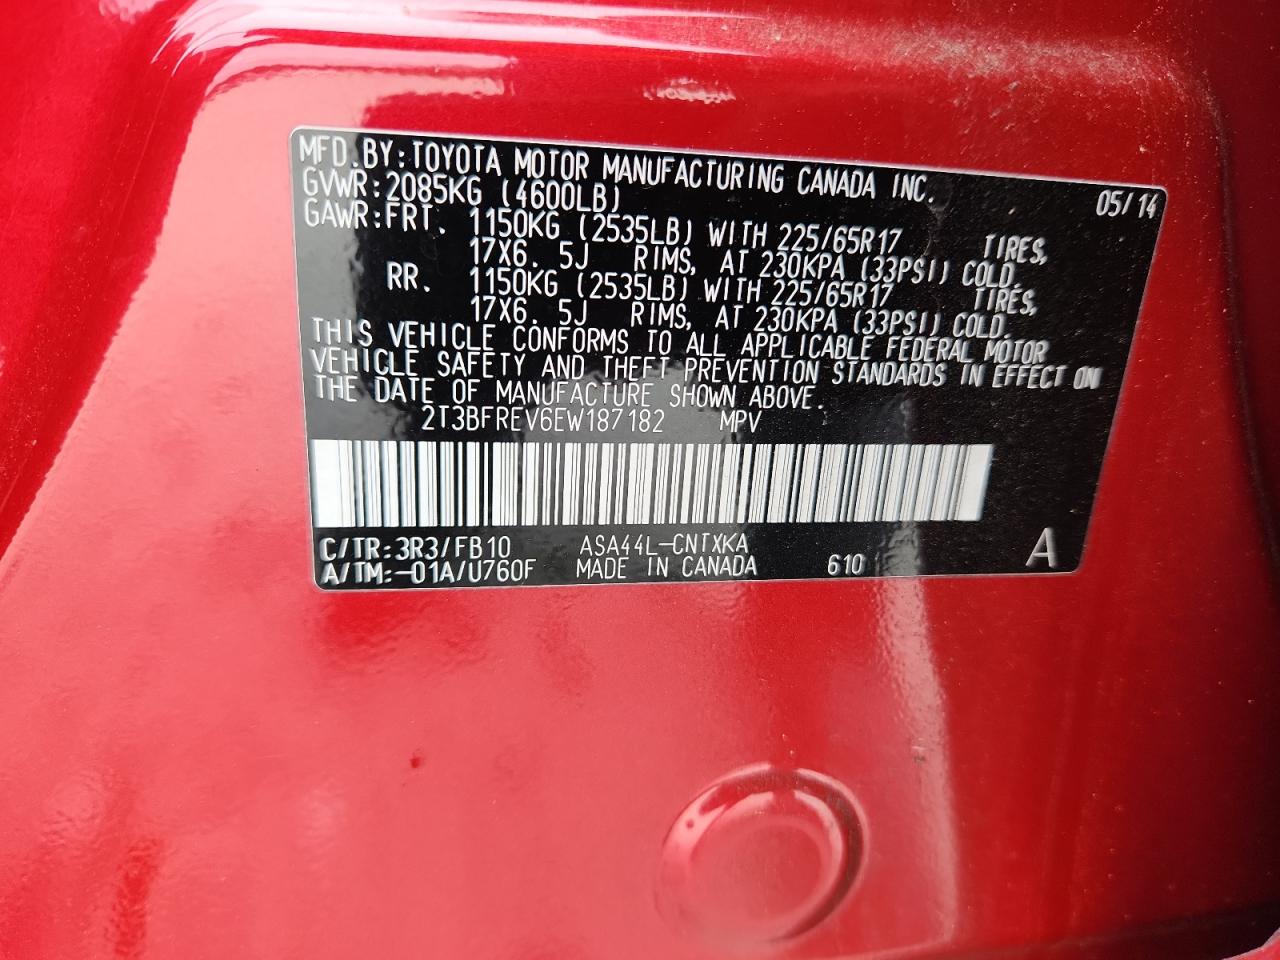 MFD.BY:TOYOTA MOTOR MANUFACTURING CANADA INC. 05/14
GVWR:2085KG (4600LB)
GAWR:FRT. 1150KG (2535LB) WITH 225/65R17 TIRES,
17X6.5J RIMS, AT 230KPA (33PSI) COLD.
RR. 1150KG (2535LB) WITH 225/65R17 TIRES,
17X6.5J RIMS, AT 230KPA (33PSI) COLD.
THIS VEHICLE CONFORMS TO ALL APPLICABLE FEDERAL MOTOR
VEHICLE SAFETY AND THEFT PREVENTION STANDARDS IN EFFECT ON
THE DATE OF MANUFACTURE SHOWN ABOVE.
2T3BFREV6EW187182 MPV
C/TR:3R3/FB10 ASA44L-CNTXKA
A/TM:-01A/U760F MADE IN CANADA 610 A